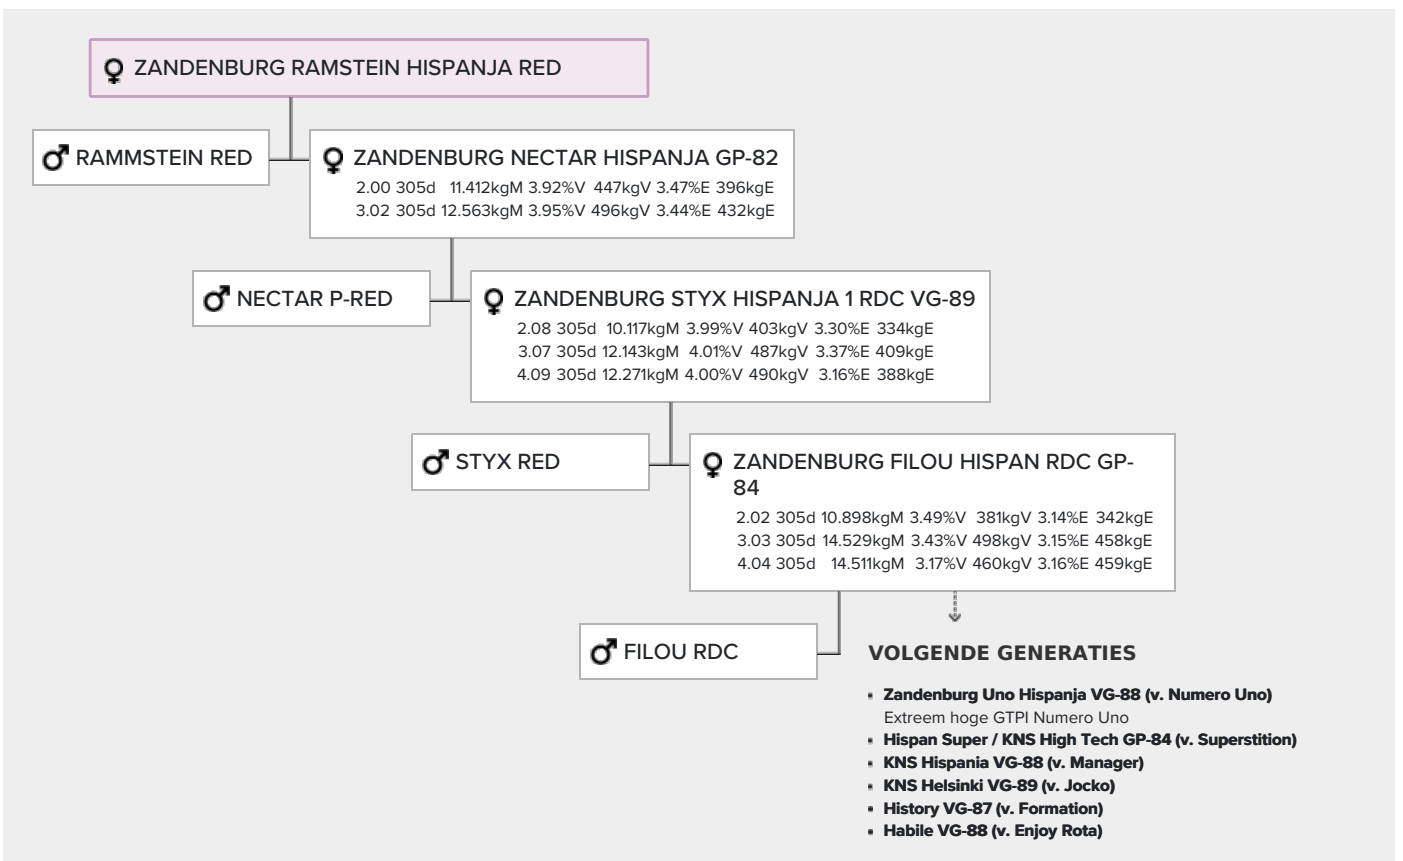 ZANDENBURG RAMSTEIN HISPANJA RED
RAMMSTEIN RED
ZANDENBURG NECTAR HISPANJA GP-82
2.00 305d 11.412kgM 3.92%V 447kgV 3.47%E 396kgE
3.02 305d 12.563kgM 3.95%V 496kgV 3.44%E 432kgE
NECTAR P-RED
ZANDENBURG STYX HISPANJA 1 RDC VG-89
2.08 305d 10.117kgM 3.99%V 403kgV 3.30%E 334kgE
3.07 305d 12.143kgM 4.01%V 487kgV 3.37%E 409kgE
4.09 305d 12.271kgM 4.00%V 490kgV 3.16%E 388kgE
STYX RED
ZANDENBURG FILOU HISPAN RDC GP-
84
2.02 305d 10.898kgM 3.49%V 381kgV 3.14%E 342kgE
3.03 305d 14.529kgM 3.43%V 498kgV 3.15%E 458kgE
4.04 305d 14.511kgM 3.17%V 460kgV 3.16%E 459kgE
FILOU RDC
VOLGENDE GENERATIES
▪ Zandenburg Uno Hispanja VG-88 (v. Numero Uno)
Extreem hoge GTPI Numero Uno
▪ Hispan Super / KNS High Tech GP-84 (v. Superstition)
▪ KNS Hispania VG-88 (v. Manager)
▪ KNS Helsinki VG-89 (v. Jocko)
▪ History VG-87 (v. Formation)
▪ Habile VG-88 (v. Enjoy Rota)